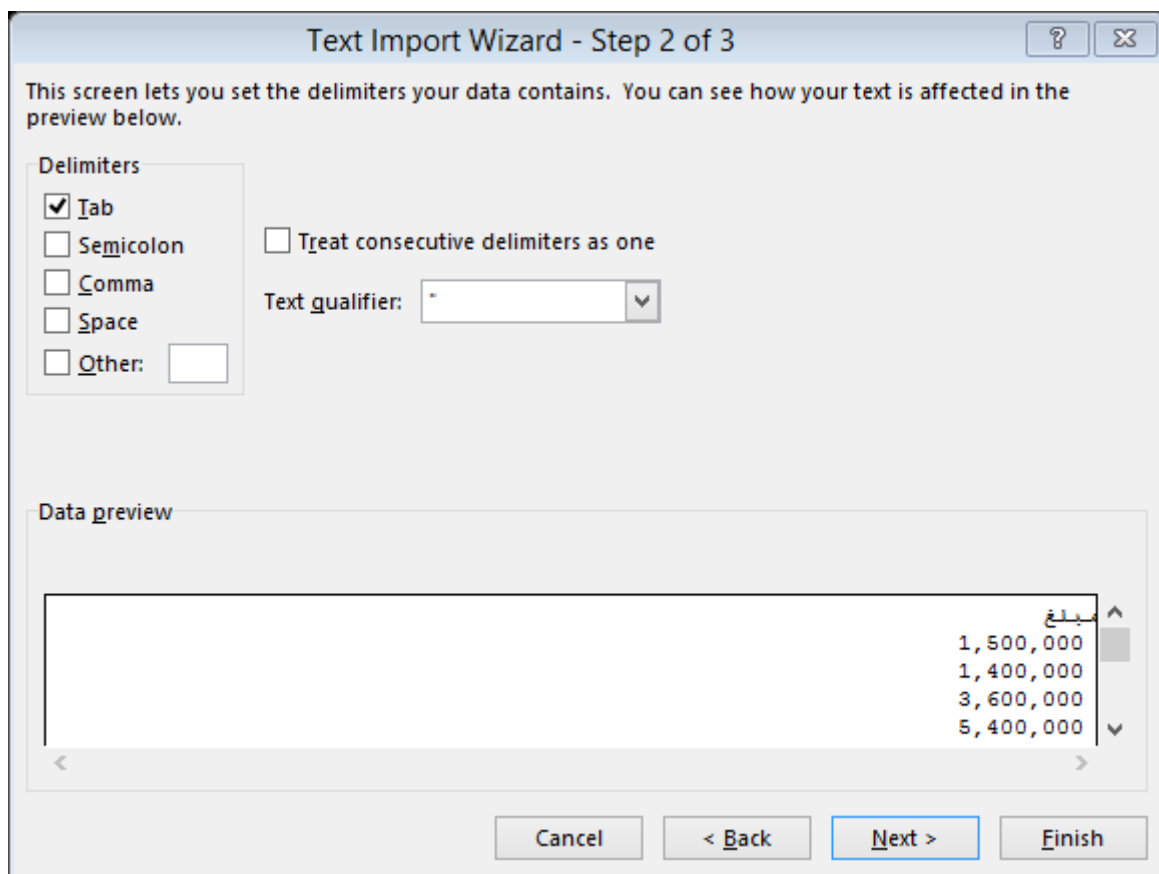 Text Import Wizard - Step 2 of 3
This screen lets you set the delimiters your data contains. You can see how your text is affected in the
preview below.
Delimiters
Tab
Semicolon
Comma
Space
Other:
Treat consecutive delimiters as one
Text qualifier: "
Data preview
مبلغ
1,500,000
1,400,000
3,600,000
5,400,000
Cancel
< Back
Next >
Finish